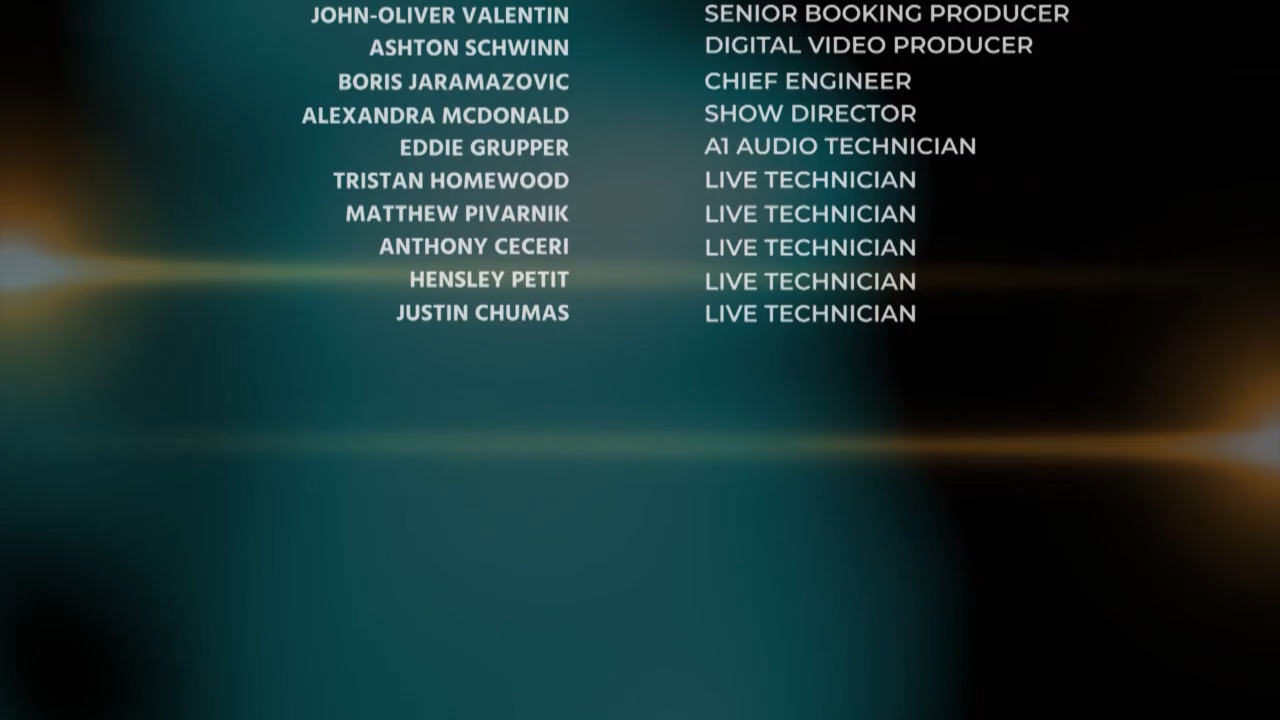 JOHN-OLIVER VALENTIN SENIOR BOOKING PRODUCER
ASHTON SCHWINN DIGITAL VIDEO PRODUCER
BORIS JARAMAZOVIC CHIEF ENGINEER
ALEXANDRA MCDONALD SHOW DIRECTOR
EDDIE GRUPPER A1 AUDIO TECHNICIAN
TRISTAN HOMEWOOD LIVE TECHNICIAN
MATTHEW PIVARNIK LIVE TECHNICIAN
ANTHONY CECERI LIVE TECHNICIAN
HENSLEY PETIT LIVE TECHNICIAN
JUSTIN CHUMAS LIVE TECHNICIAN